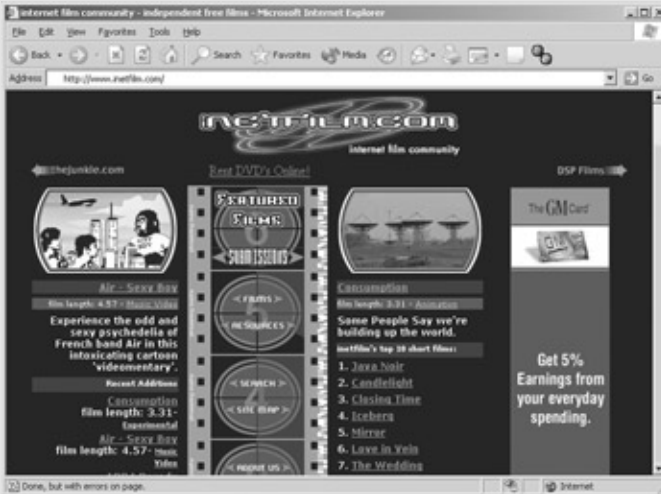 internet film community - independent free films - Microsoft Internet Explorer
File Edit View Favorites Tools Help
Back Search Favorites Media
Address http://www.inetfilm.com/ Go
iNETFILM.COM
internet film community
thejunkie.com
Rent DVD's Online!
DSP Films
Air - Sexy Boy
film length: 4.57- Music Video
Experience the odd and
sexy psychedelia of
French band Air in this
intoxicating cartoon
'videomentary'.
Recent Additions
Consumption
film length: 3.31-
Experimental
Air - Sexy Boy
film length: 4.57- Music
Video
FEATURED
FILMS
6
SUBMISSIONS
< FILMS >
5
RESOURCES
< SEARCH >
4
< SITE MAP >
< ABOUT US >
Consumption
film length: 3.31 - Animation
Some People Say we're
building up the world.
inetfilm's top 10 short films:
1. Java Noir
2. Candlelight
3. Closing Time
4. Iceberg
5. Mirror
6. Love in Vein
7. The Wedding
The GM Card
Get 5%
Earnings from
your everyday
spending.
Done, but with errors on page.
Internet